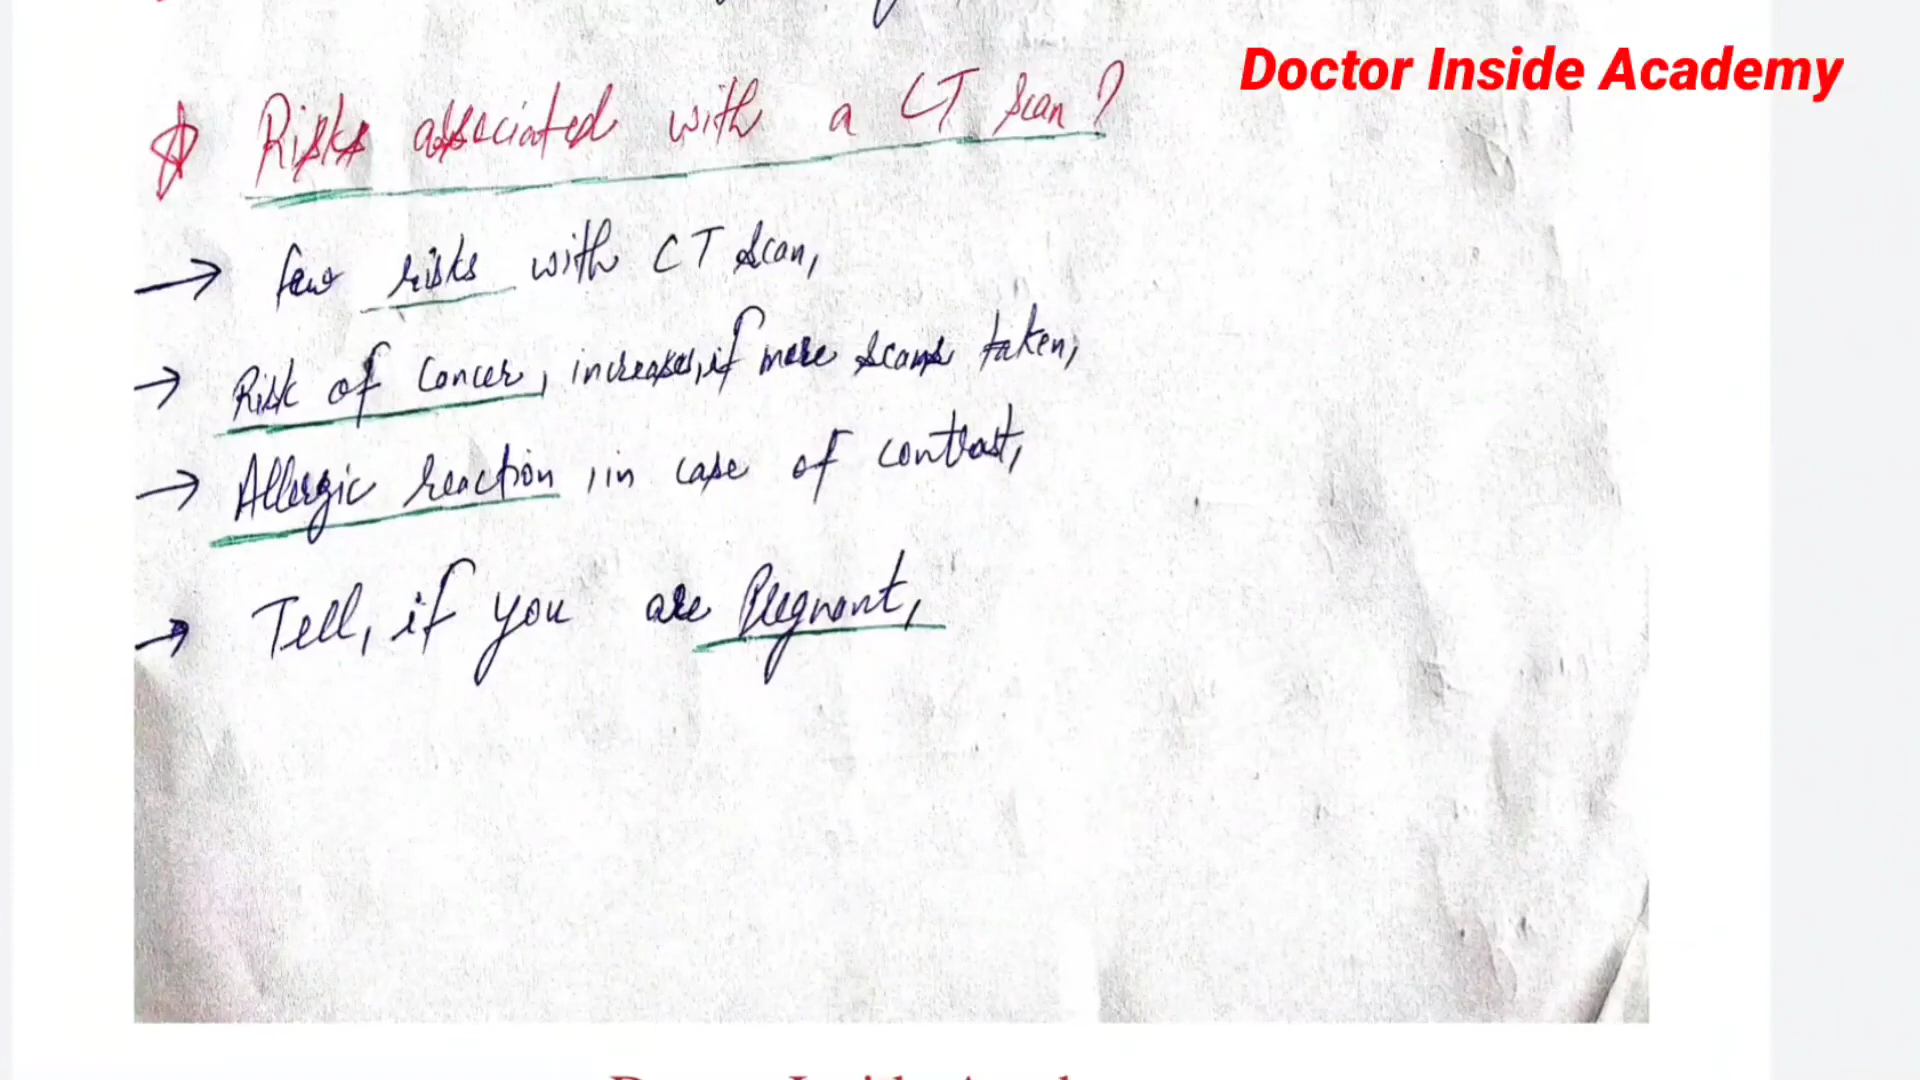 Doctor Inside Academy
Risks associated with a CT Scan?
→ few risks with CT Scan,
→ Risk of Cancer, increases, if more scans taken,
→ Allergic reaction, in case of contrast,
→ Tell, if you are Pregnant,